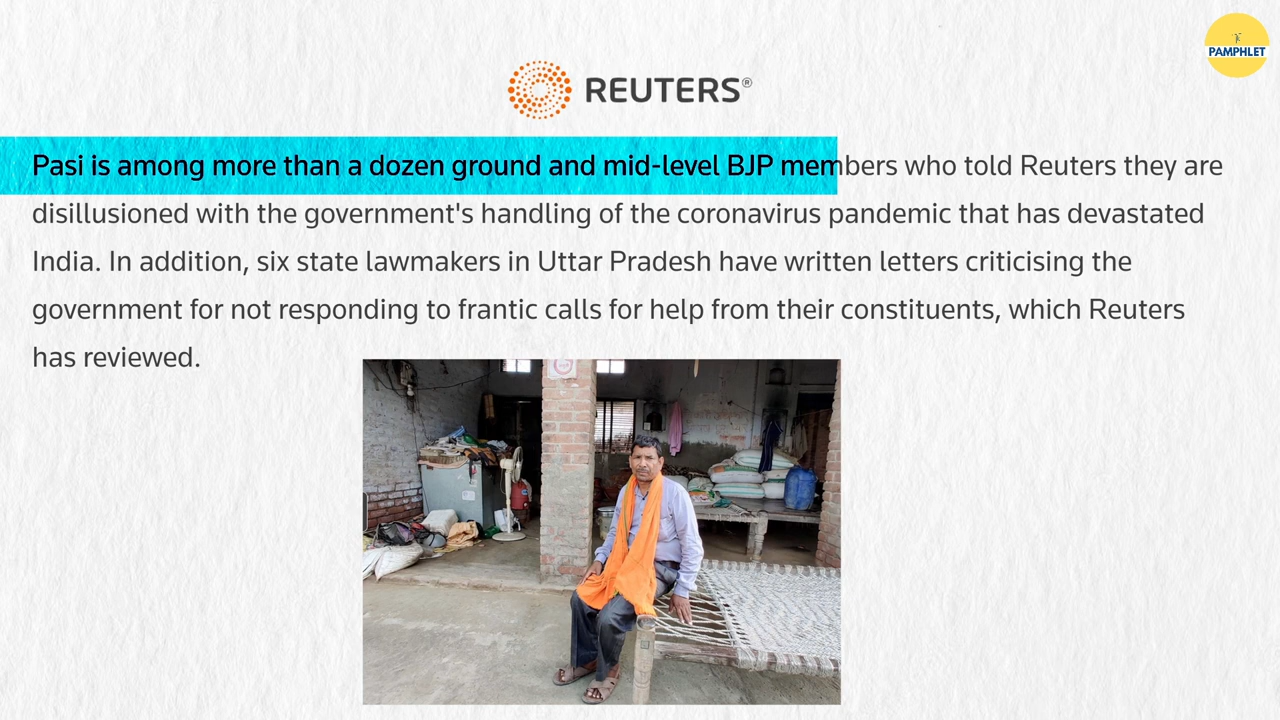 PAMPHLET
REUTERS®
Pasi is among more than a dozen ground and mid-level BJP members who told Reuters they are
disillusioned with the government's handling of the coronavirus pandemic that has devastated
India. In addition, six state lawmakers in Uttar Pradesh have written letters criticising the
government for not responding to frantic calls for help from their constituents, which Reuters
has reviewed.